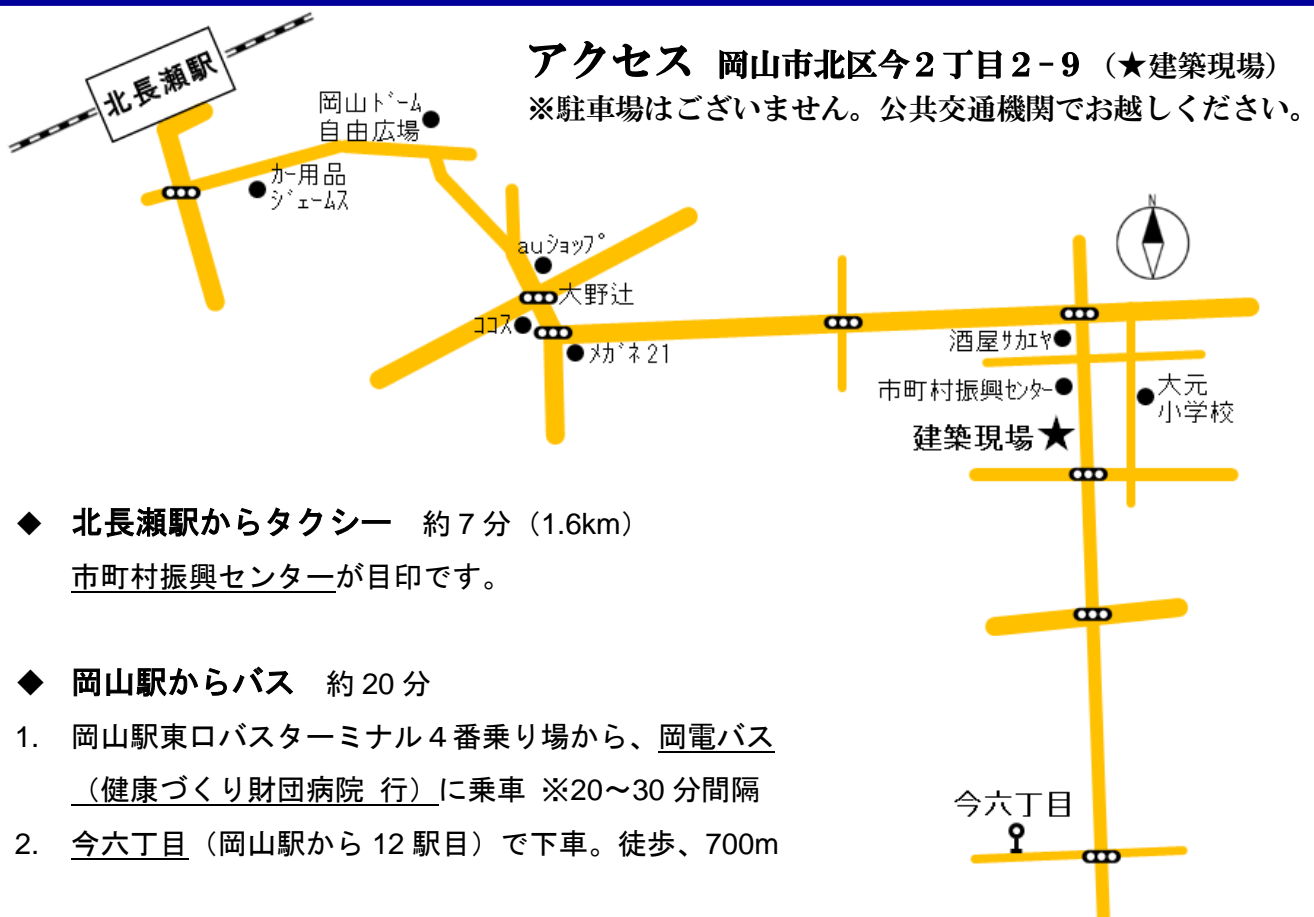 アクセス 岡山市北区今２丁目２-９（★建築現場）
※駐車場はございません。公共交通機関でお越しください。
北長瀬駅
岡山ﾄﾞｰﾑ
自由広場
ｶｰ用品
ｼﾞｪｰﾑｽ
N
auｼｮｯﾌﾟ
大野辻
ｺｺｽ
ﾒｶﾞﾈ21
酒屋ｻｶｴﾔ
市町村振興ｾﾝﾀｰ
大元
小学校
建築現場★
◆ 北長瀬駅からタクシー 約7分（1.6km）
市町村振興センターが目印です。
◆ 岡山駅からバス 約20分
1. 岡山駅東口バスターミナル４番乗り場から、岡電バス
（健康づくり財団病院 行）に乗車 ※20～30分間隔
2. 今六丁目（岡山駅から12駅目）で下車。徒歩、700m
今六丁目